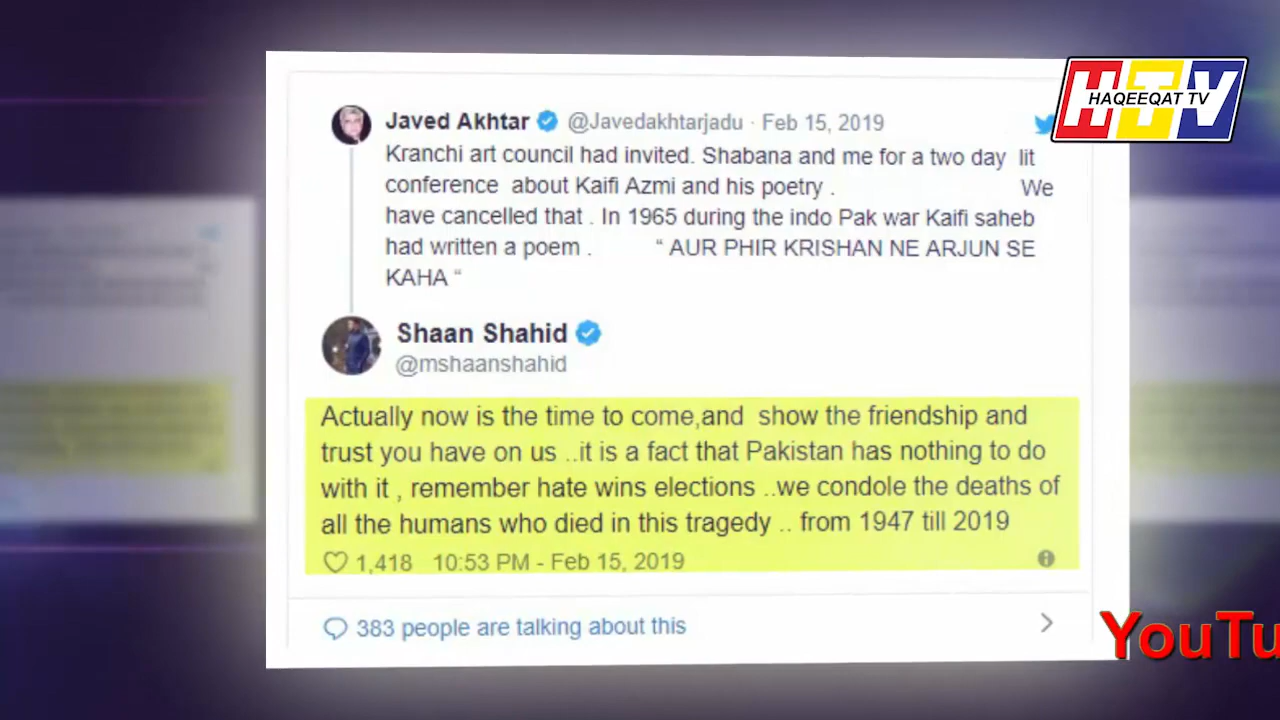 HTV
HAQEEQAT TV
Javed Akhtar @Javedakhtarjadu · Feb 15, 2019
Kranchi art council had invited. Shabana and me for a two day lit
conference about Kaifi Azmi and his poetry . We
have cancelled that . In 1965 during the indo Pak war Kaifi saheb
had written a poem . “ AUR PHIR KRISHAN NE ARJUN SE
KAHA “
Shaan Shahid
@mshaanshahid
Actually now is the time to come,and show the friendship and
trust you have on us ..it is a fact that Pakistan has nothing to do
with it , remember hate wins elections ..we condole the deaths of
all the humans who died in this tragedy .. from 1947 till 2019
1,418 10:53 PM - Feb 15, 2019
383 people are talking about this
YouTu